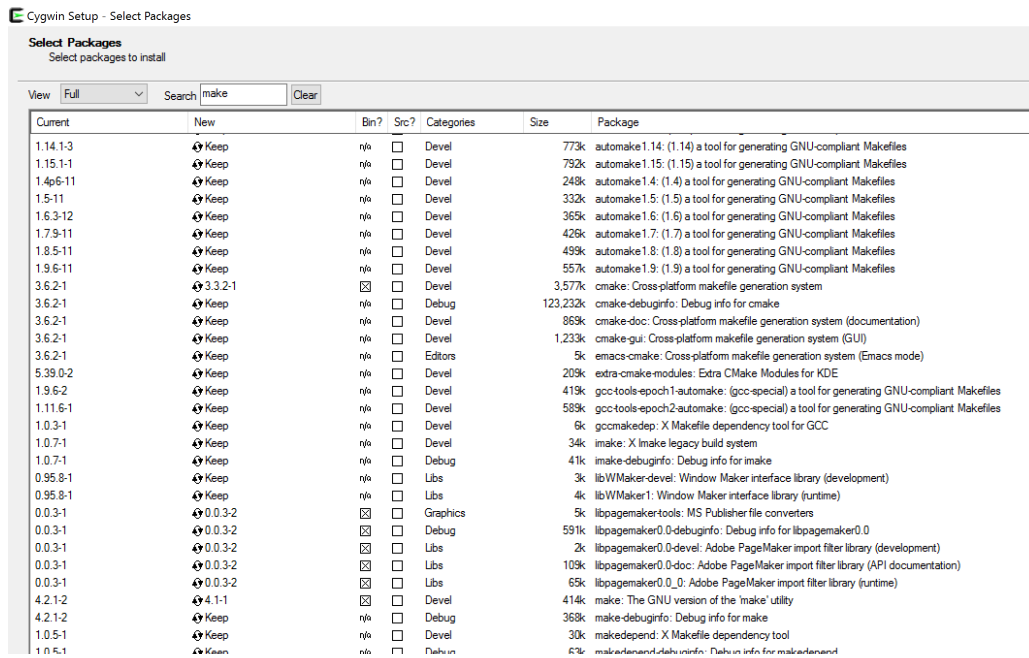 Cygwin Setup - Select Packages
Select Packages
Select packages to install
View Full Search make Clear
Current New Bin? Src? Categories Size Package
1.14.1-3 Keep n/a Devel 773k automake1.14: (1.14) a tool for generating GNU-compliant Makefiles
1.15.1-1 Keep n/a Devel 792k automake1.15: (1.15) a tool for generating GNU-compliant Makefiles
1.4p6-11 Keep n/a Devel 248k automake1.4: (1.4) a tool for generating GNU-compliant Makefiles
1.5-11 Keep n/a Devel 332k automake1.5: (1.5) a tool for generating GNU-compliant Makefiles
1.6.3-12 Keep n/a Devel 365k automake1.6: (1.6) a tool for generating GNU-compliant Makefiles
1.7.9-11 Keep n/a Devel 426k automake1.7: (1.7) a tool for generating GNU-compliant Makefiles
1.8.5-11 Keep n/a Devel 499k automake1.8: (1.8) a tool for generating GNU-compliant Makefiles
1.9.6-11 Keep n/a Devel 557k automake1.9: (1.9) a tool for generating GNU-compliant Makefiles
3.6.2-1 3.3.2-1 Devel 3,577k cmake: Cross-platform makefile generation system
3.6.2-1 Keep n/a Debug 123,232k cmake-debuginfo: Debug info for cmake
3.6.2-1 Keep n/a Devel 869k cmake-doc: Cross-platform makefile generation system (documentation)
3.6.2-1 Keep n/a Devel 1,233k cmake-gui: Cross-platform makefile generation system (GUI)
3.6.2-1 Keep n/a Editors 5k emacs-cmake: Cross-platform makefile generation system (Emacs mode)
5.39.0-2 Keep n/a Devel 209k extra-cmake-modules: Extra CMake Modules for KDE
1.9.6-2 Keep n/a Devel 419k gcc-tools-epoch1-automake: (gcc-special) a tool for generating GNU-compliant Makefiles
1.11.6-1 Keep n/a Devel 589k gcc-tools-epoch2-automake: (gcc-special) a tool for generating GNU-compliant Makefiles
1.0.3-1 Keep n/a Devel 6k gccmakedep: X Makefile dependency tool for GCC
1.0.7-1 Keep n/a Devel 34k imake: X Imake legacy build system
1.0.7-1 Keep n/a Debug 41k imake-debuginfo: Debug info for imake
0.95.8-1 Keep n/a Libs 3k libWMaker-devel: Window Maker interface library (development)
0.95.8-1 Keep n/a Libs 4k libWMaker1: Window Maker interface library (runtime)
0.0.3-1 0.0.3-2 Graphics 5k libpagemaker-tools: MS Publisher file converters
0.0.3-1 0.0.3-2 Debug 591k libpagemaker0.0-debuginfo: Debug info for libpagemaker0.0
0.0.3-1 0.0.3-2 Libs 2k libpagemaker0.0-devel: Adobe PageMaker import filter library (development)
0.0.3-1 0.0.3-2 Libs 109k libpagemaker0.0-doc: Adobe PageMaker import filter library (API documentation)
0.0.3-1 0.0.3-2 Libs 65k libpagemaker0.0_0: Adobe PageMaker import filter library (runtime)
4.2.1-2 4.1-1 Devel 414k make: The GNU version of the 'make' utility
4.2.1-2 Keep n/a Debug 368k make-debuginfo: Debug info for make
1.0.5-1 Keep n/a Devel 30k makedepend: X Makefile dependency tool
1.0.5-1 Keep n/a Debug 63k makedepend-debuginfo: Debug info for makedepend